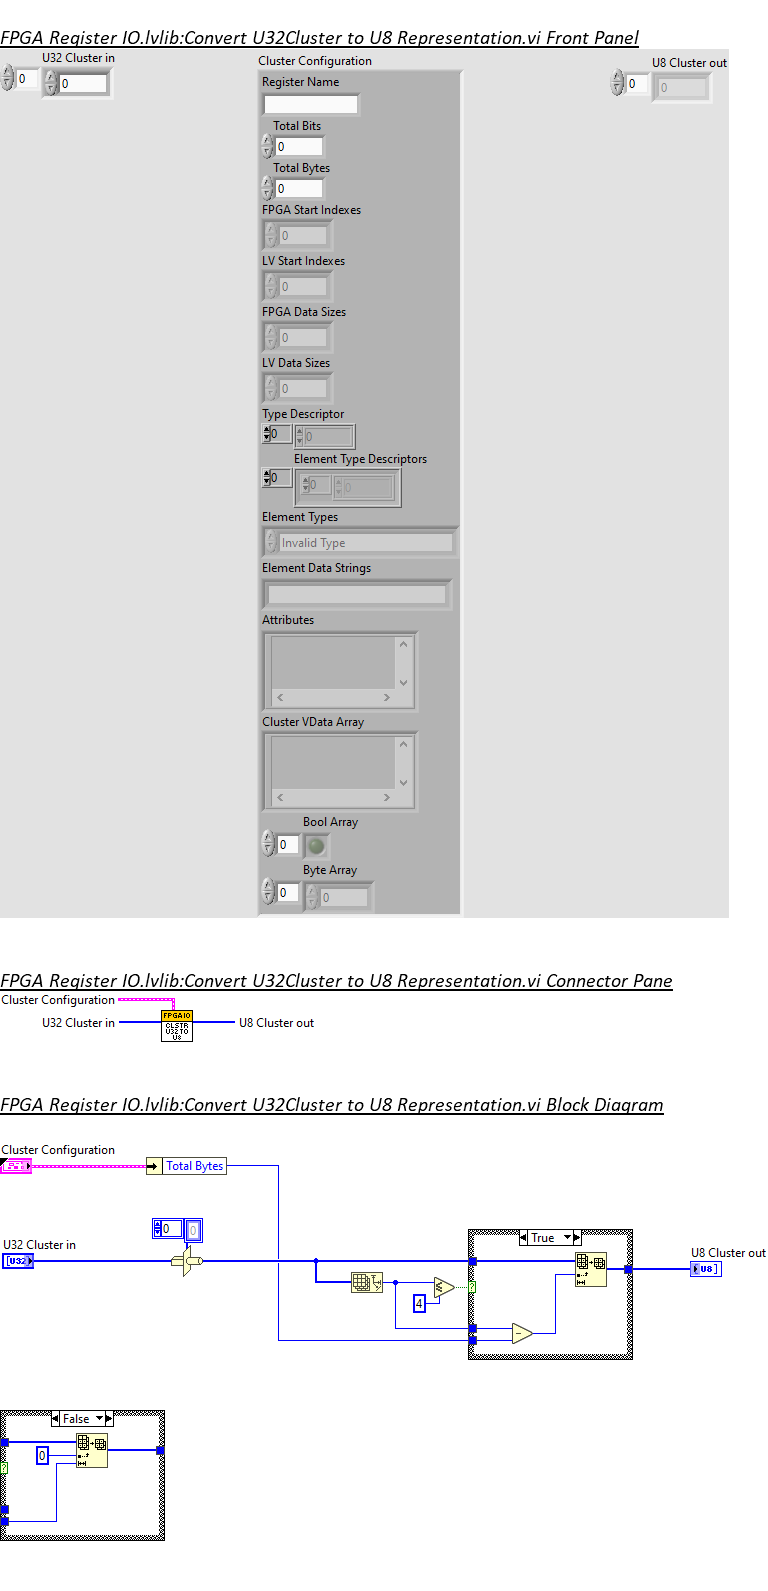 FPGA Register IO.lvlib:Convert U32Cluster to U8 Representation.vi Front Panel
U32 Cluster in
0
0
Cluster Configuration
Register Name
Total Bits
0
Total Bytes
0
FPGA Start Indexes
0
LV Start Indexes
0
FPGA Data Sizes
0
LV Data Sizes
0
Type Descriptor
0
0
Element Type Descriptors
0
0
0
Element Types
Invalid Type
Element Data Strings
Attributes
Cluster VData Array
Bool Array
0
Byte Array
0
0
U8 Cluster out
0
0
FPGA Register IO.lvlib:Convert U32Cluster to U8 Representation.vi Connector Pane
Cluster Configuration
U32 Cluster in
FPGA IO
CLSTR
U32 TO
U8
U8 Cluster out
FPGA Register IO.lvlib:Convert U32Cluster to U8 Representation.vi Block Diagram
Cluster Configuration
Total Bytes
U32 Cluster in
U32
0
0
4
?
True
U8 Cluster out
U8
False
0
?